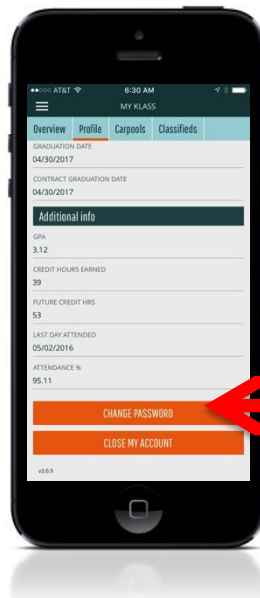 AT&T 6:30 AM
MY KLASS
Overview Profile Carpools Classifieds
GRADUATION DATE
04/30/2017
CONTRACT GRADUATION DATE
04/30/2017
Additional info
GPA
3.12
CREDIT HOURS EARNED
39
FUTURE CREDIT HRS
53
LAST DAY ATTENDED
05/02/2016
ATTENDANCE %
95.11
CHANGE PASSWORD
CLOSE MY ACCOUNT
v3.0.9